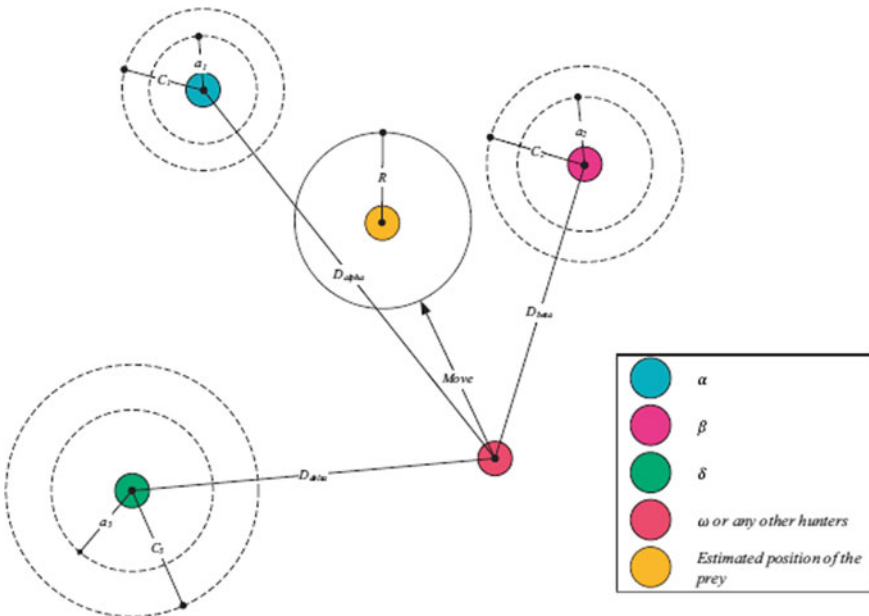 a1
C1
a2
C2
R
Dalpha
Dbeta
Move
Ddelta
a3
C3
α
β
δ
ω or any other hunters
Estimated position of the
prey